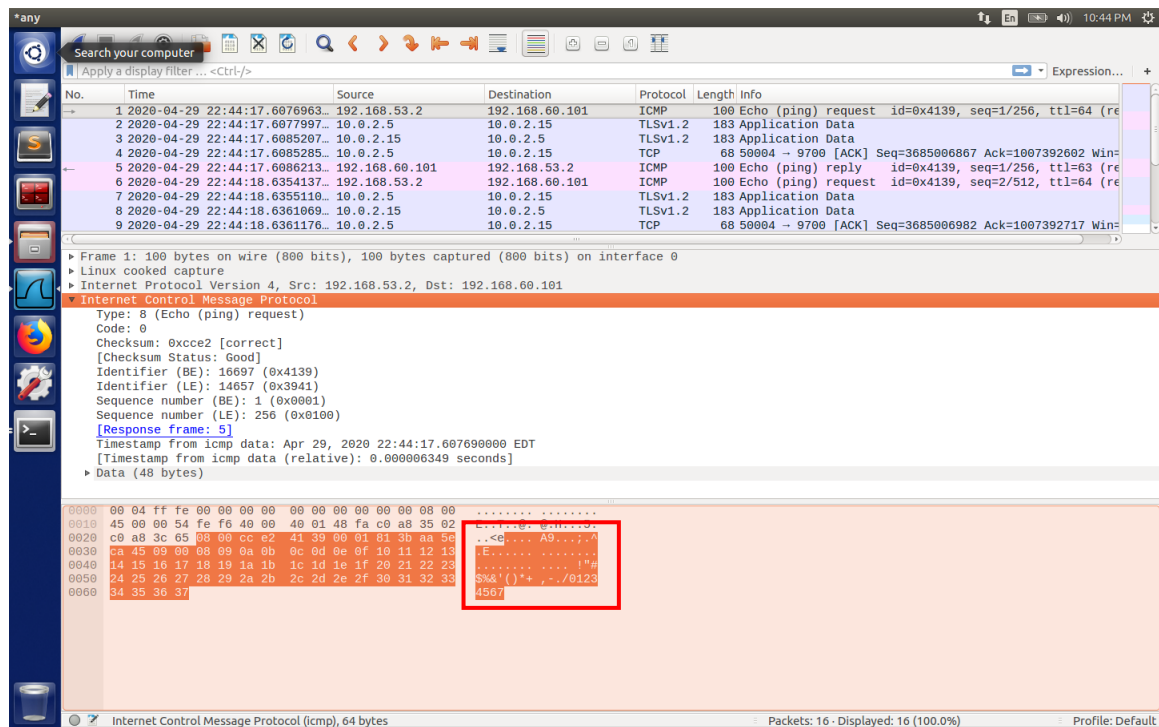 *any
En 10:44 PM
Search your computer
Apply a display filter ... <Ctrl-/> Expression... +
No. Time Source Destination Protocol Length Info
1 2020-04-29 22:44:17.6076963… 192.168.53.2 192.168.60.101 ICMP 100 Echo (ping) request id=0x4139, seq=1/256, ttl=64 (re
2 2020-04-29 22:44:17.6077997… 10.0.2.5 10.0.2.15 TLSv1.2 183 Application Data
3 2020-04-29 22:44:17.6085207… 10.0.2.15 10.0.2.5 TLSv1.2 183 Application Data
4 2020-04-29 22:44:17.6085285… 10.0.2.5 10.0.2.15 TCP 68 50004 → 9700 [ACK] Seq=3685006867 Ack=1007392602 Win=
5 2020-04-29 22:44:17.6086213… 192.168.60.101 192.168.53.2 ICMP 100 Echo (ping) reply id=0x4139, seq=1/256, ttl=63 (re
6 2020-04-29 22:44:18.6354137… 192.168.53.2 192.168.60.101 ICMP 100 Echo (ping) request id=0x4139, seq=2/512, ttl=64 (re
7 2020-04-29 22:44:18.6355110… 10.0.2.5 10.0.2.15 TLSv1.2 183 Application Data
8 2020-04-29 22:44:18.6361069… 10.0.2.15 10.0.2.5 TLSv1.2 183 Application Data
9 2020-04-29 22:44:18.6361176… 10.0.2.5 10.0.2.15 TCP 68 50004 → 9700 [ACK] Seq=3685006982 Ack=1007392717 Win=
Frame 1: 100 bytes on wire (800 bits), 100 bytes captured (800 bits) on interface 0
Linux cooked capture
Internet Protocol Version 4, Src: 192.168.53.2, Dst: 192.168.60.101
Internet Control Message Protocol
Type: 8 (Echo (ping) request)
Code: 0
Checksum: 0xcce2 [correct]
[Checksum Status: Good]
Identifier (BE): 16697 (0x4139)
Identifier (LE): 14657 (0x3941)
Sequence number (BE): 1 (0x0001)
Sequence number (LE): 256 (0x0100)
[Response frame: 5]
Timestamp from icmp data: Apr 29, 2020 22:44:17.607690000 EDT
[Timestamp from icmp data (relative): 0.000006349 seconds]
Data (48 bytes)
0000 00 04 ff fe 00 00 00 00 00 00 00 00 00 00 08 00 ........ ........
0010 45 00 00 54 fe f6 40 00 40 01 48 fa c0 a8 35 02 E..T..@. @.H...5.
0020 c0 a8 3c 65 08 00 cc e2 41 39 00 01 81 3b aa 5e ..<e.... A9...;.^
0030 ca 45 09 00 08 09 0a 0b 0c 0d 0e 0f 10 11 12 13 .E...... ........
0040 14 15 16 17 18 19 1a 1b 1c 1d 1e 1f 20 21 22 23 ........ .... !"#
0050 24 25 26 27 28 29 2a 2b 2c 2d 2e 2f 30 31 32 33 $%&'()*+ ,-./0123
0060 34 35 36 37 4567
Internet Control Message Protocol (icmp), 64 bytes Packets: 16 · Displayed: 16 (100.0%) Profile: Default